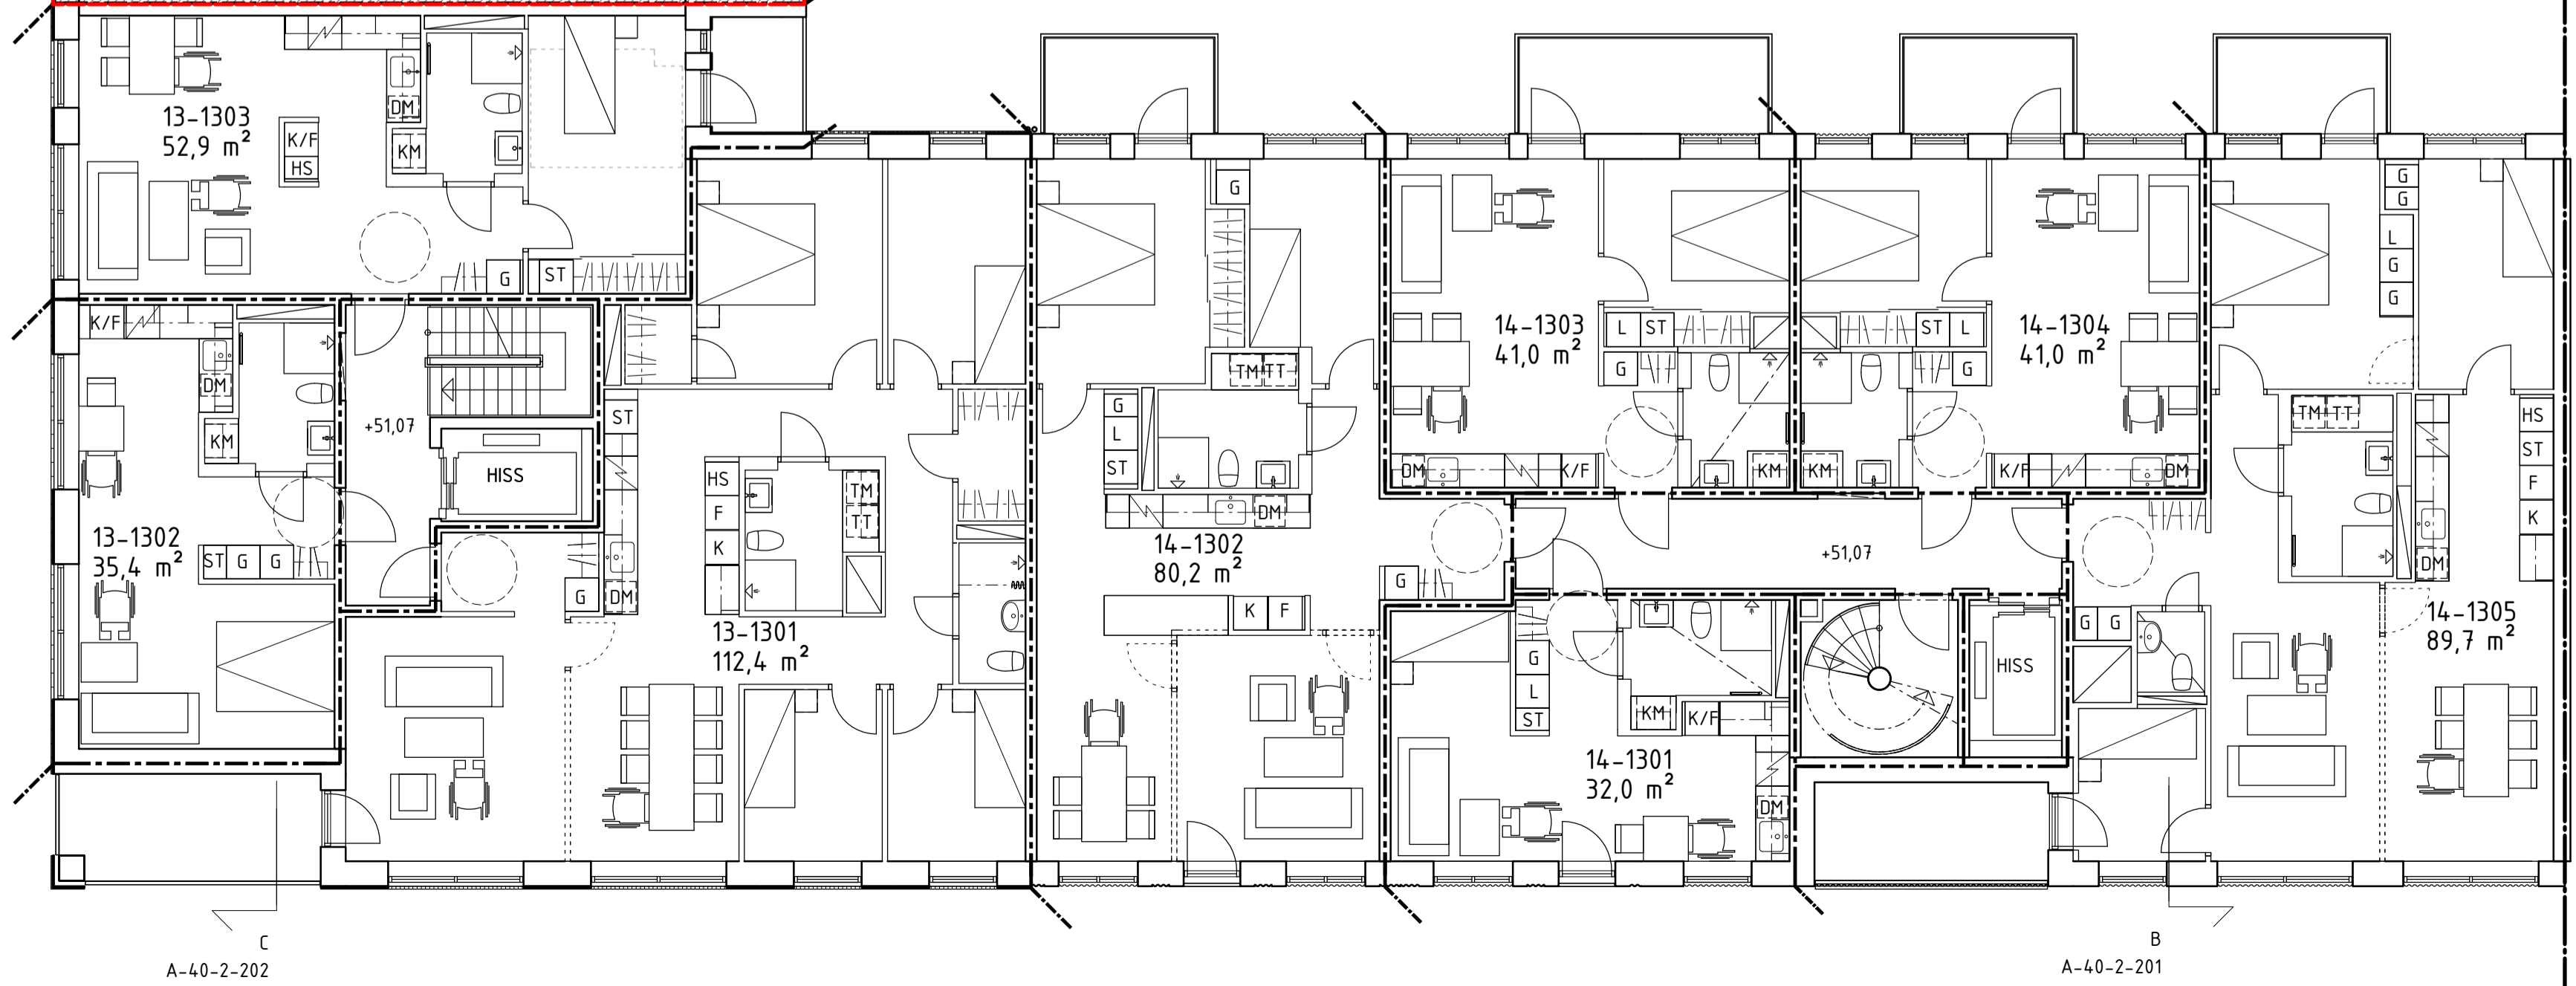 13-1303
52,9 m²
K/F
HS
DM
KM
G
ST
K/F
DM
KM
13-1302
35,4 m²
ST
G
G
+51,07
HISS
ST
G
DM
HS
F
K
TM
TT
13-1301
112,4 m²
G
TM
TT
G
L
ST
DM
14-1302
80,2 m²
G
K
F
14-1303
41,0 m²
L
ST
G
DM
K/F
KM
14-1304
41,0 m²
ST
L
G
KM
K/F
DM
+51,07
G
L
ST
KM
K/F
14-1301
32,0 m²
DM
HISS
G
G
L
G
G
TM
TT
HS
ST
F
K
DM
G
G
14-1305
89,7 m²
C
A-40-2-202
B
A-40-2-201